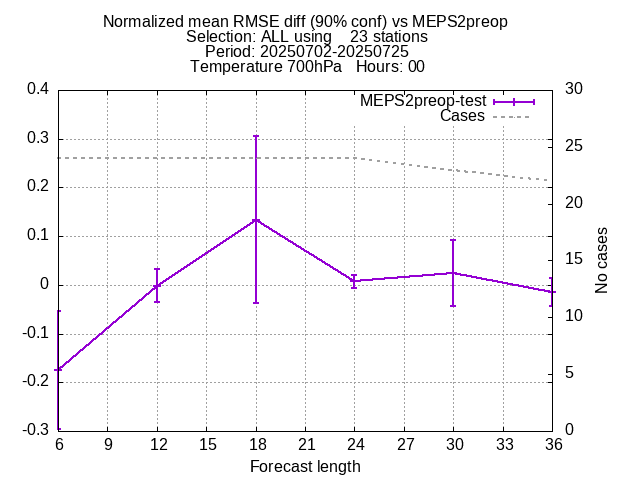 Normalized mean RMSE diff (90% conf) vs MEPS2preop
Selection: ALL using    23 stations
Period: 20250702-20250725
Temperature 700hPa   Hours: 00
MEPS2preop-test
Cases
0.4
0.3
0.2
0.1
0
-0.1
-0.2
-0.3
30
25
20
15
10
5
0
No cases
6 9 12 15 18 21 24 27 30 33 36
Forecast length